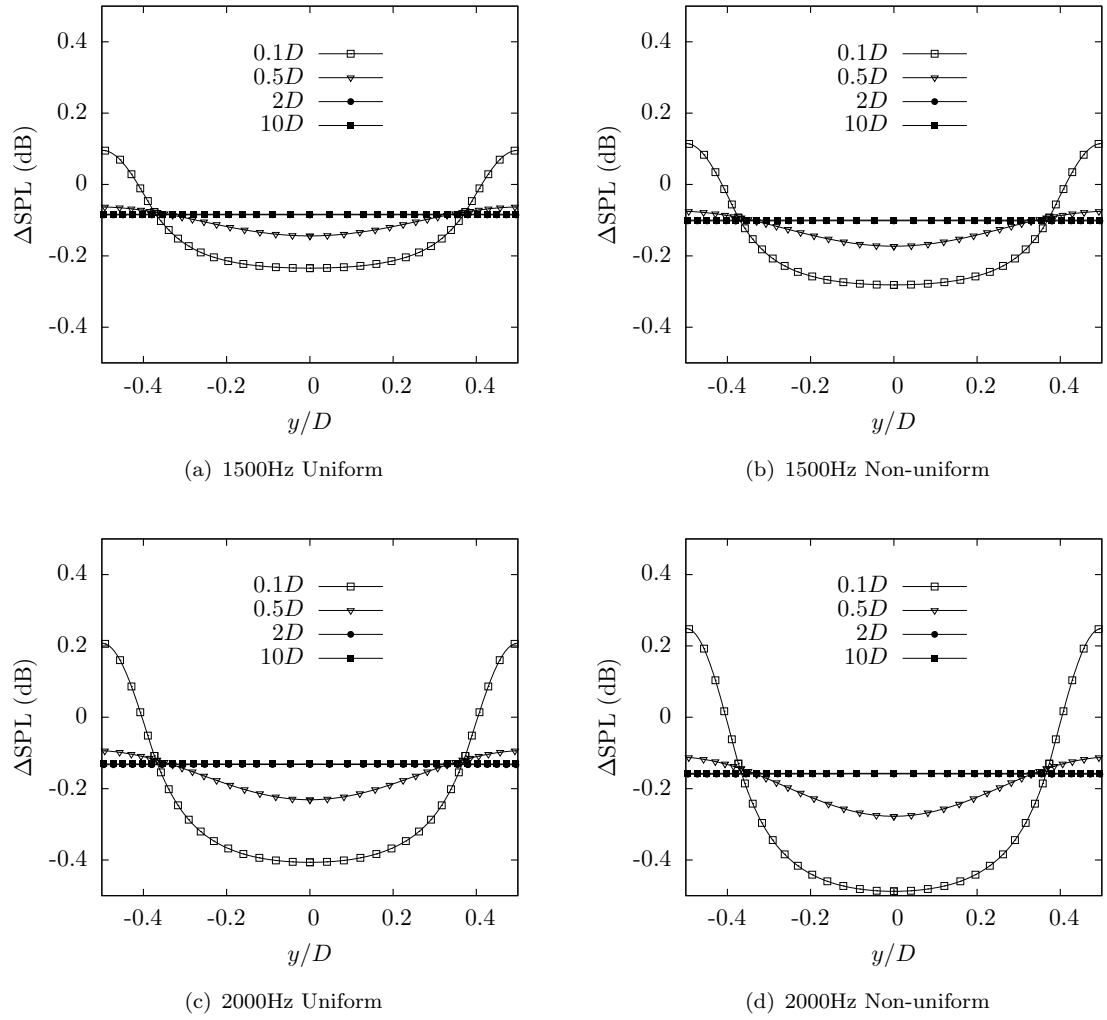 0.4
0.2
0
-0.2
-0.4
ΔSPL (dB)
0.1D
0.5D
2D
10D
-0.4 -0.2 0 0.2 0.4
y/D
(a) 1500Hz Uniform
0.4
0.2
0
-0.2
-0.4
ΔSPL (dB)
0.1D
0.5D
2D
10D
-0.4 -0.2 0 0.2 0.4
y/D
(b) 1500Hz Non-uniform
0.4
0.2
0
-0.2
-0.4
ΔSPL (dB)
0.1D
0.5D
2D
10D
-0.4 -0.2 0 0.2 0.4
y/D
(c) 2000Hz Uniform
0.4
0.2
0
-0.2
-0.4
ΔSPL (dB)
0.1D
0.5D
2D
10D
-0.4 -0.2 0 0.2 0.4
y/D
(d) 2000Hz Non-uniform